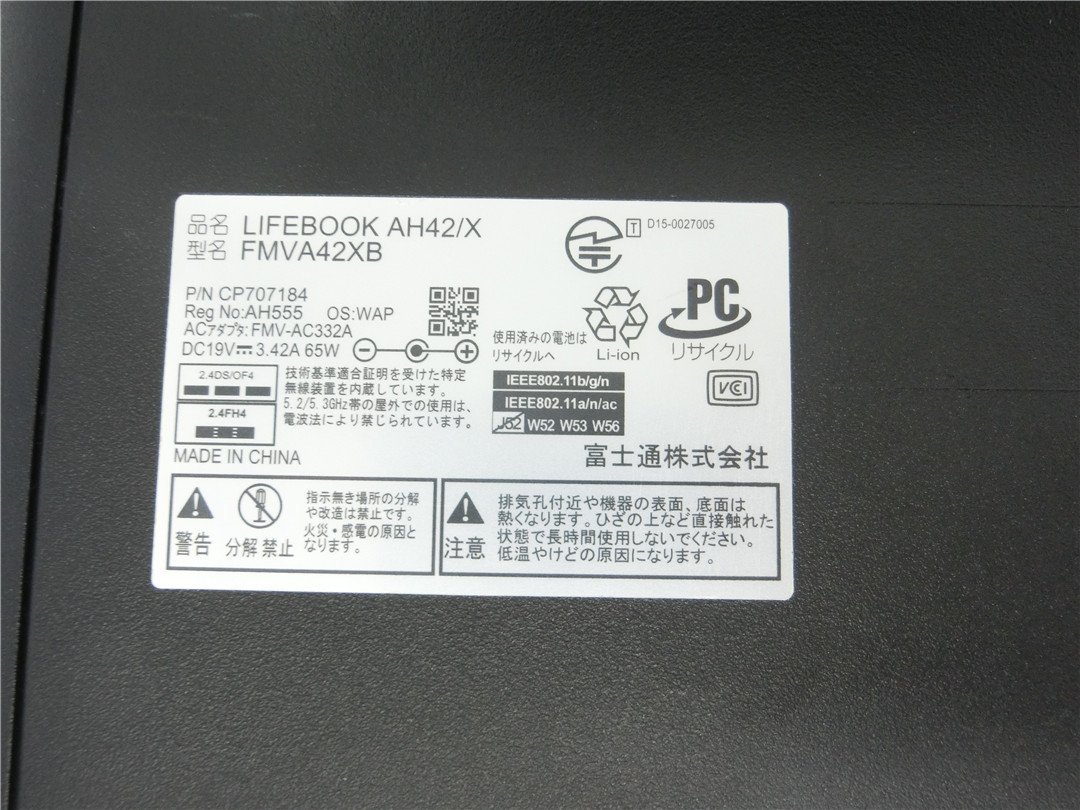 品名 LIFEBOOK AH42/X
型名 FMVA42XB
T D15-0027005
P/N CP707184
Reg No:AH555 OS:WAP
ACアダプタ:FMV-AC332A
DC19V⎓3.42A 65W
使用済みの電池は
リサイクルへ
Li-ion
PC
リサイクル
2.4DS/OF4
2.4FH4
技術基準適合証明を受けた特定
無線装置を内蔵しています。
5.2/5.3GHz帯の屋外での使用は、
電波法により禁じられています。
IEEE802.11b/g/n
IEEE802.11a/n/ac
J52 W52 W53 W56
VCI
MADE IN CHINA
富士通株式会社
警告
分解禁止
指示無き場所の分解
や改造は禁止です。
火災・感電の原因と
なります。
注意
排気孔付近や機器の表面、底面は
熱くなります。ひざの上など直接触れた
状態で長時間使用しないでください。
低温やけどの原因になります。